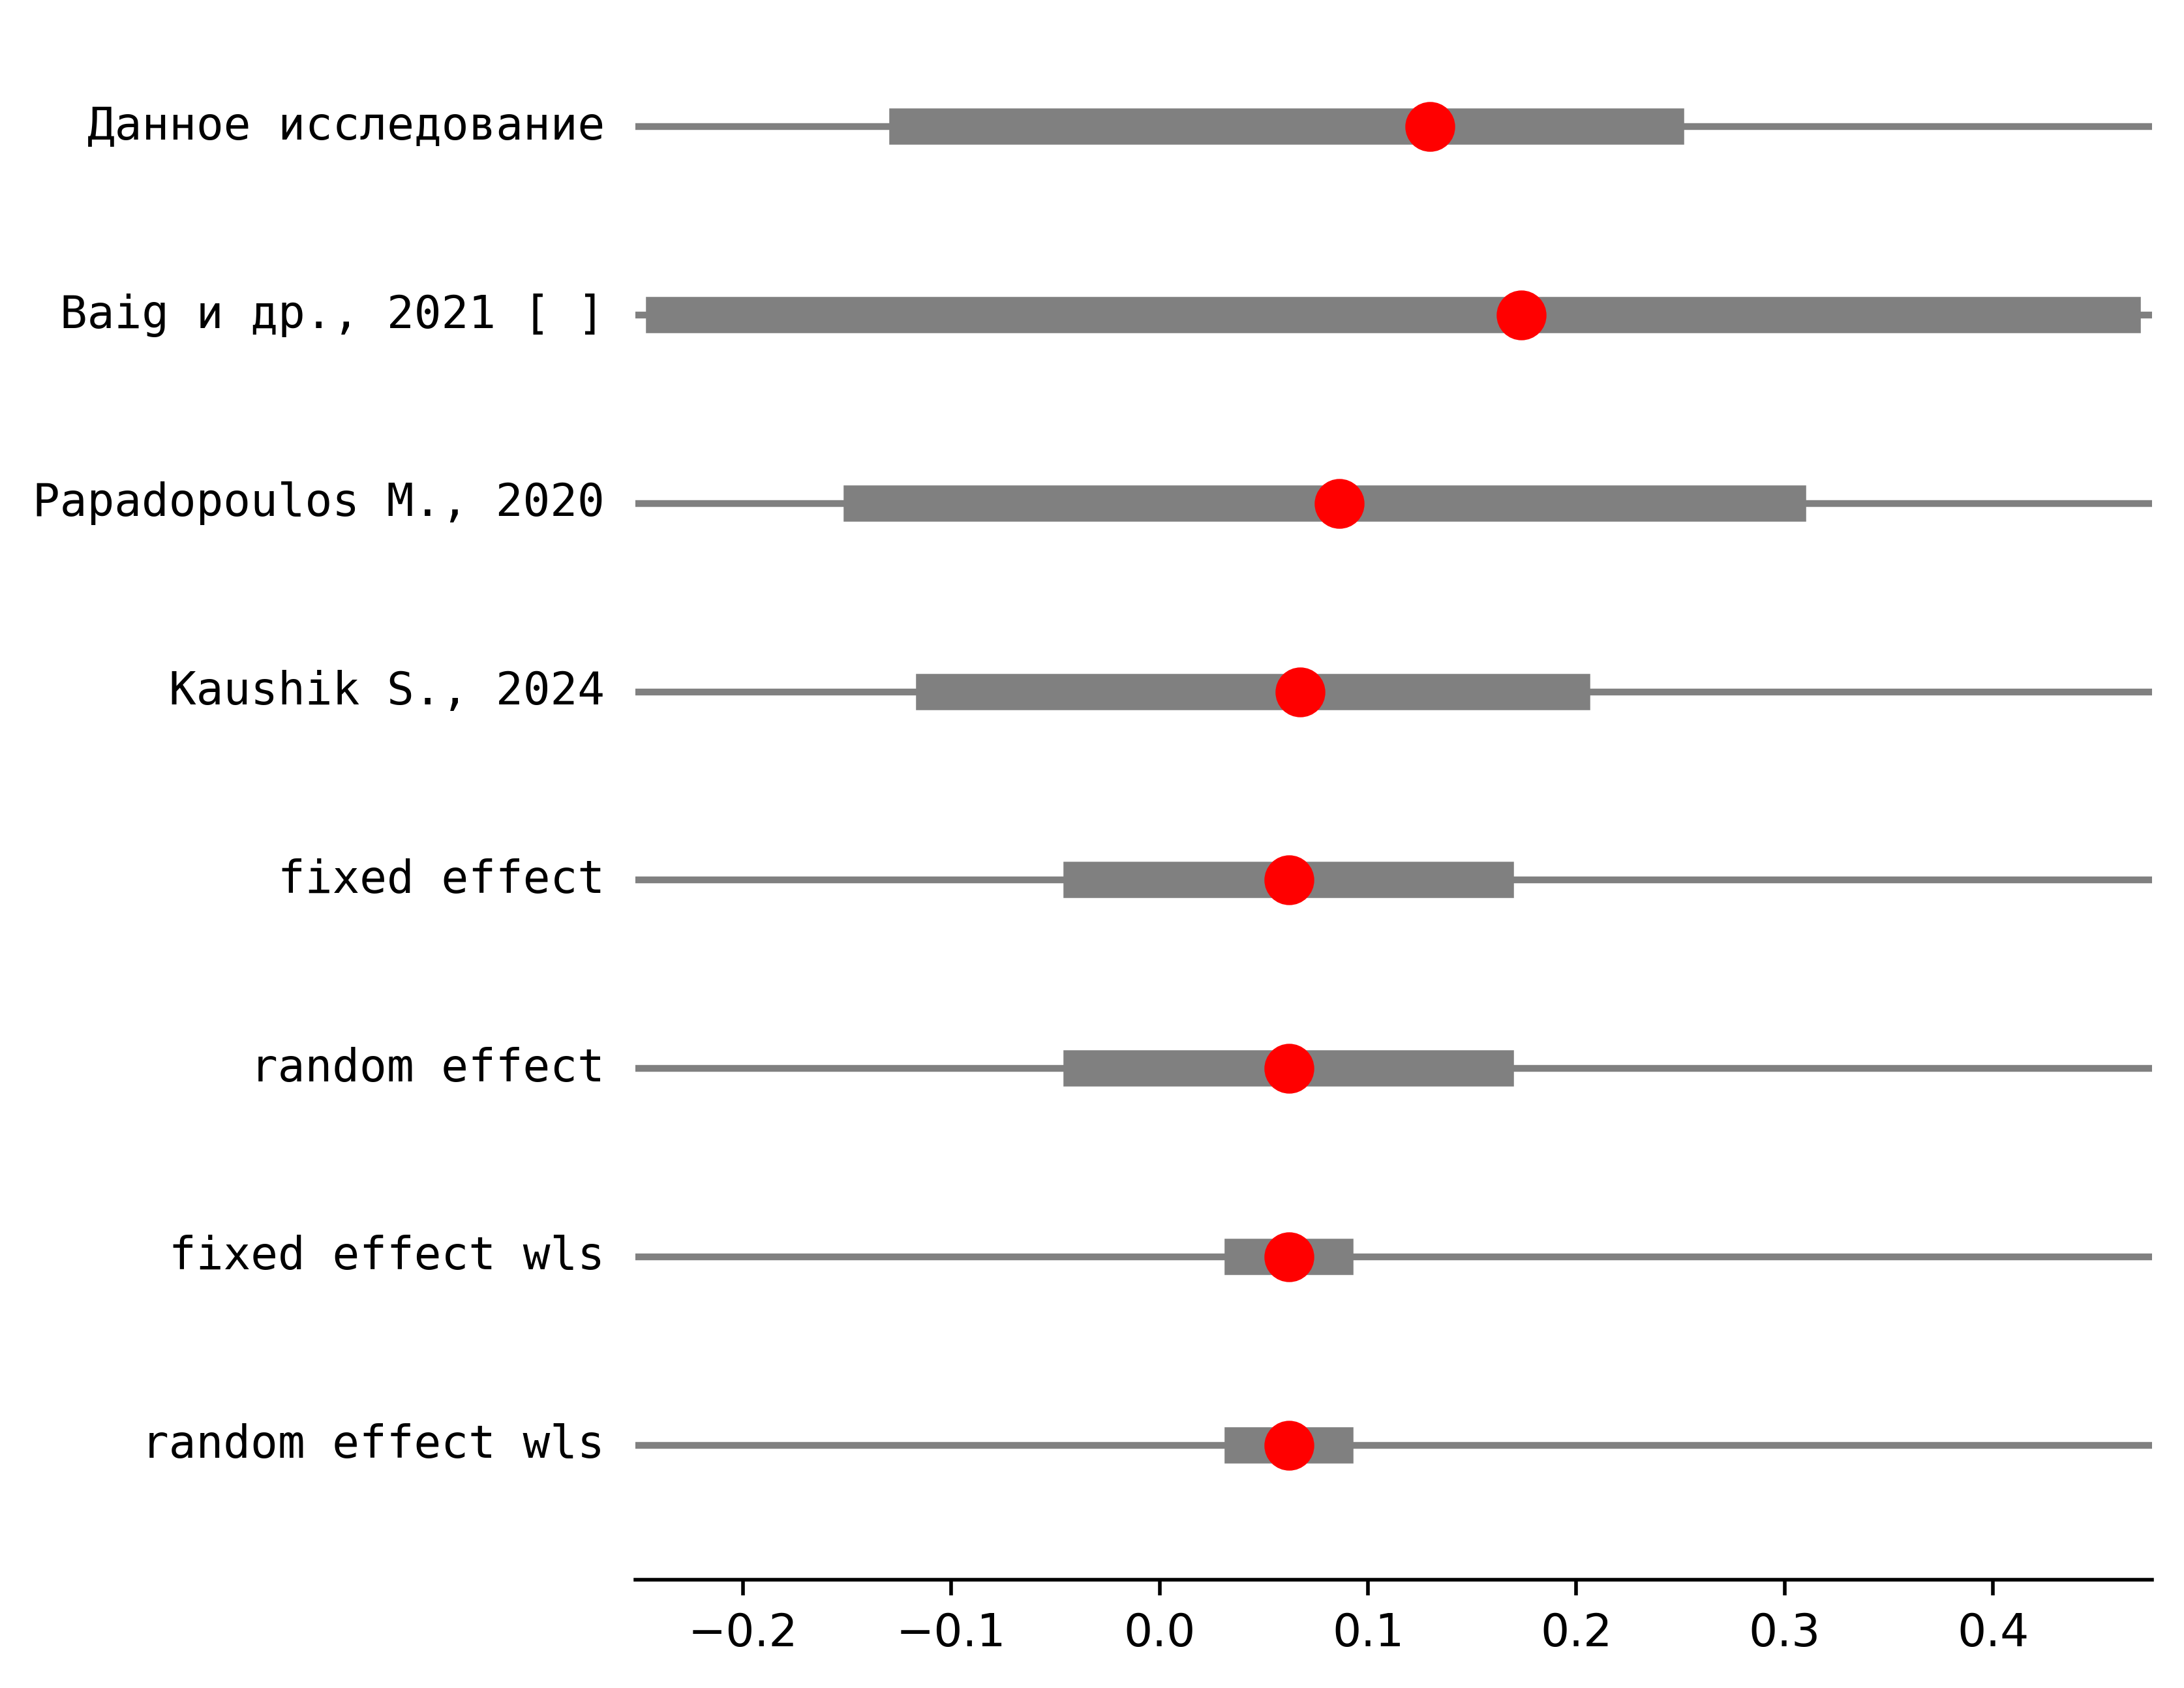 Данное исследование
Baig и др., 2021 [ ]
Papadopoulos M., 2020
Kaushik S., 2024
fixed effect
random effect
fixed effect wls
random effect wls
−0.2 −0.1 0.0 0.1 0.2 0.3 0.4